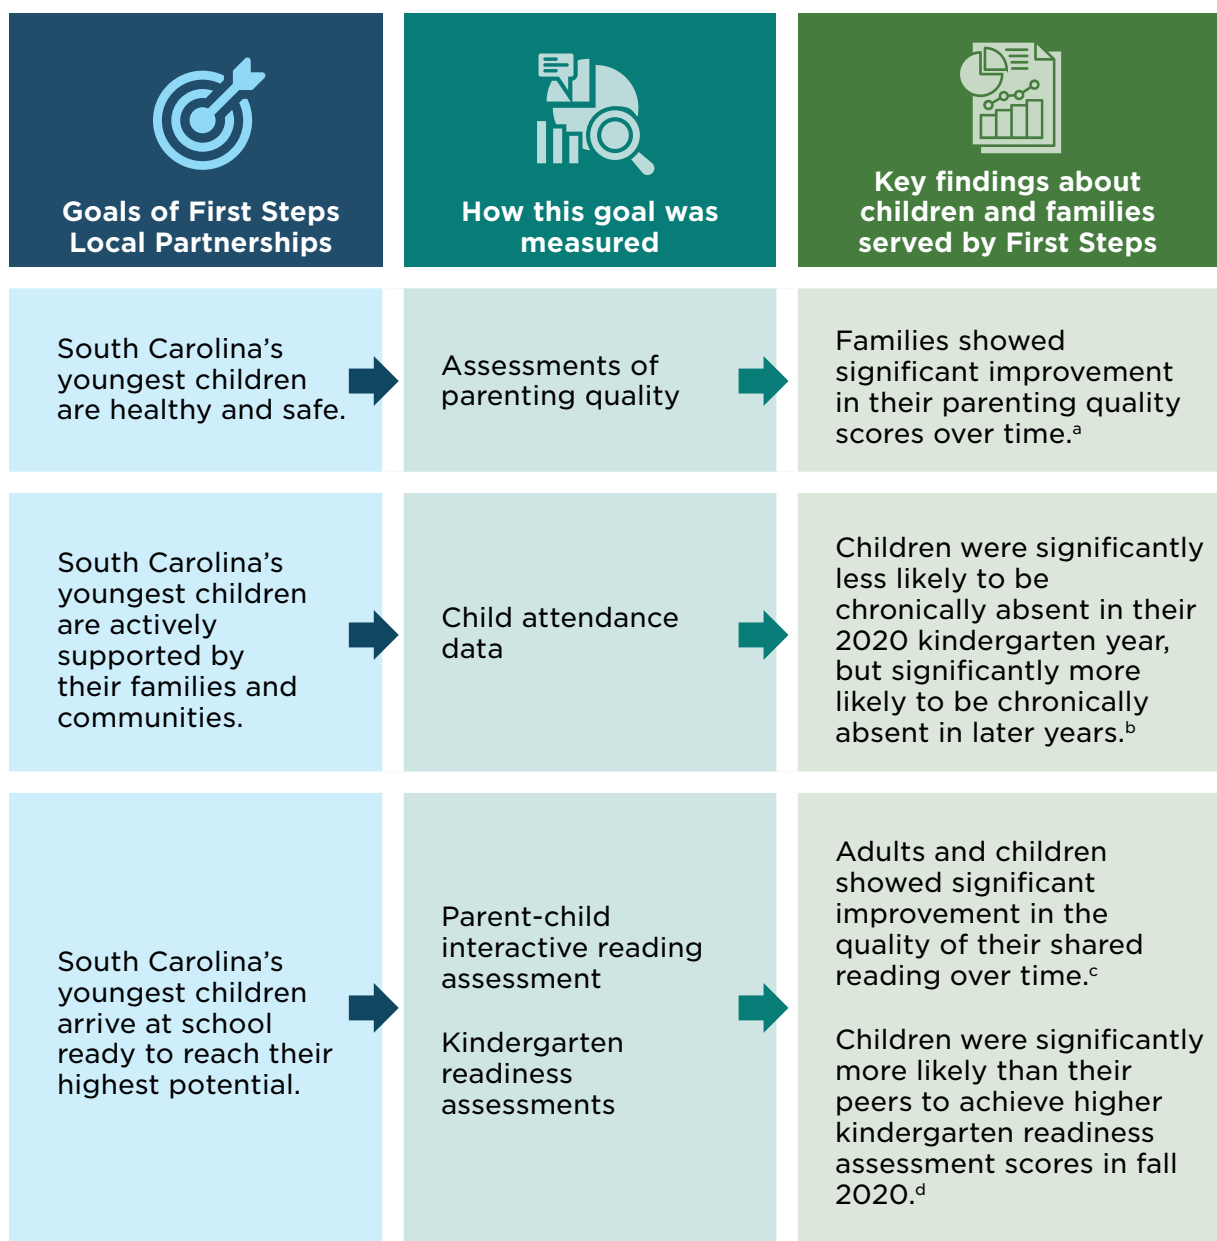 Goals of First Steps
Local Partnerships
How this goal was
measured
Key findings about
children and families
served by First Steps
South Carolina’s
youngest children
are healthy and safe.
Assessments of
parenting quality
Families showed
significant improvement
in their parenting quality
scores over time.ᵃ
South Carolina’s
youngest children
are actively
supported by
their families and
communities.
Child attendance
data
Children were significantly
less likely to be
chronically absent in their
2020 kindergarten year,
but significantly more
likely to be chronically
absent in later years.ᵇ
South Carolina’s
youngest children
arrive at school
ready to reach their
highest potential.
Parent-child
interactive reading
assessment
Kindergarten
readiness
assessments
Adults and children
showed significant
improvement in the
quality of their shared
reading over time.ᶜ
Children were significantly
more likely than their
peers to achieve higher
kindergarten readiness
assessment scores in fall
2020.ᵈ